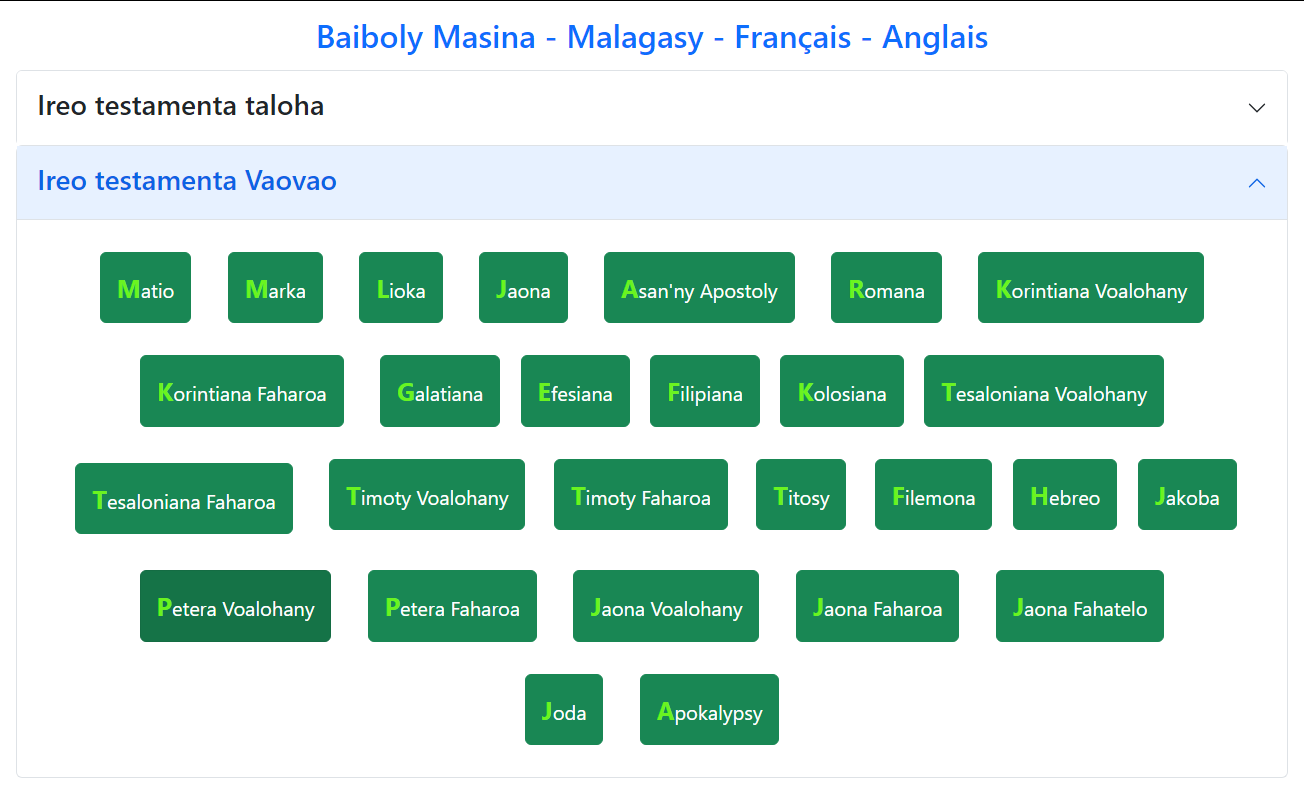 Baiboly Masina - Malagasy - Français - Anglais
Ireo testamenta taloha
Ireo testamenta Vaovao
Matio Marka Lioka Jaona Asan'ny Apostoly Romana Korintiana Voalohany
Korintiana Faharoa Galatiana Efesiana Filipiana Kolosiana Tesaloniana Voalohany
Tesaloniana Faharoa Timoty Voalohany Timoty Faharoa Titosy Filemona Hebreo Jakoba
Petera Voalohany Petera Faharoa Jaona Voalohany Jaona Faharoa Jaona Fahatelo
Joda Apokalypsy